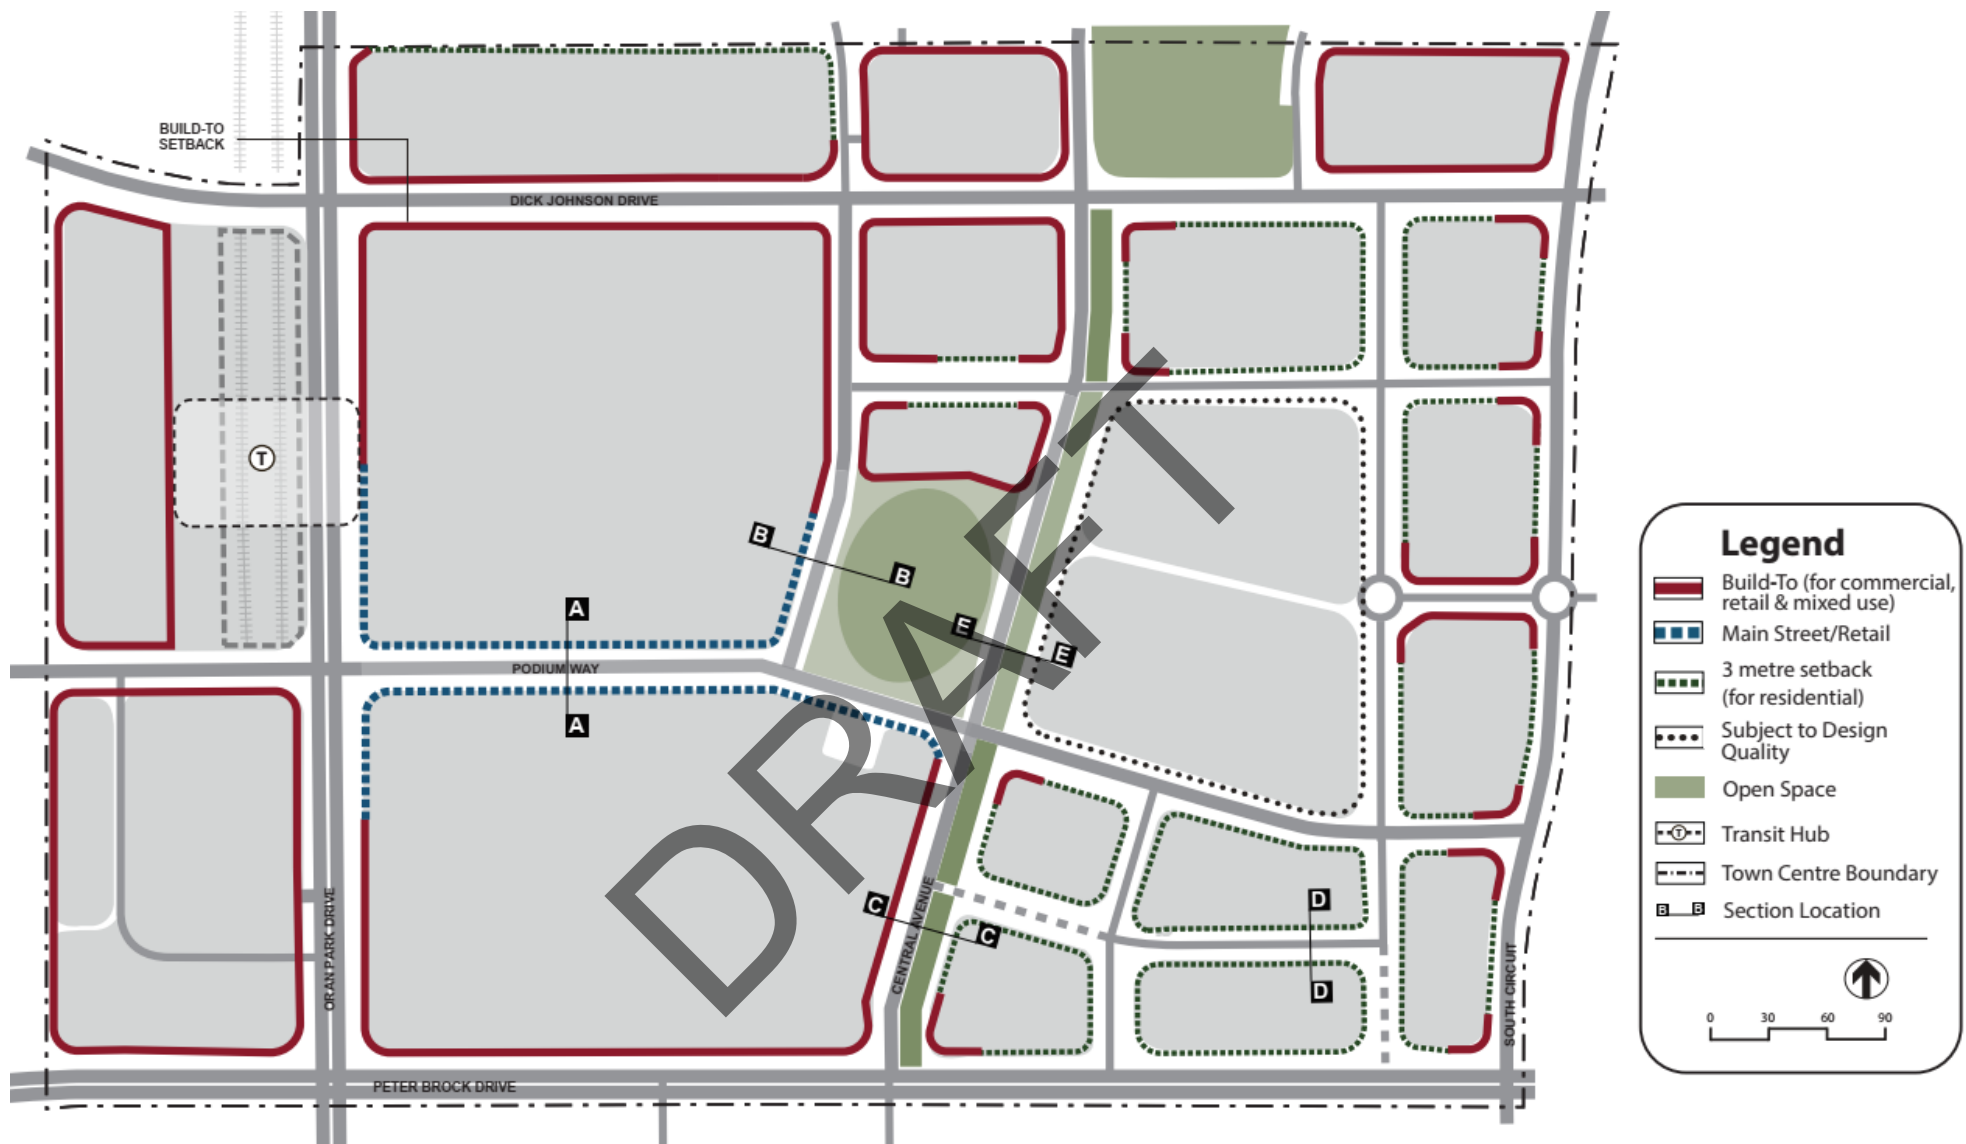 BUILD-TO
SETBACK
DICK JOHNSON DRIVE
T
B
B
A
E
E
PODIUM WAY
A
C
C
D
D
ORAN PARK DRIVE
CENTRAL AVENUE
SOUTH CIRCUIT
PETER BROCK DRIVE
DRAFT
Legend
Build-To (for commercial,
retail & mixed use)
Main Street/Retail
3 metre setback
(for residential)
Subject to Design
Quality
Open Space
T
Transit Hub
Town Centre Boundary
B B
Section Location
0 30 60 90